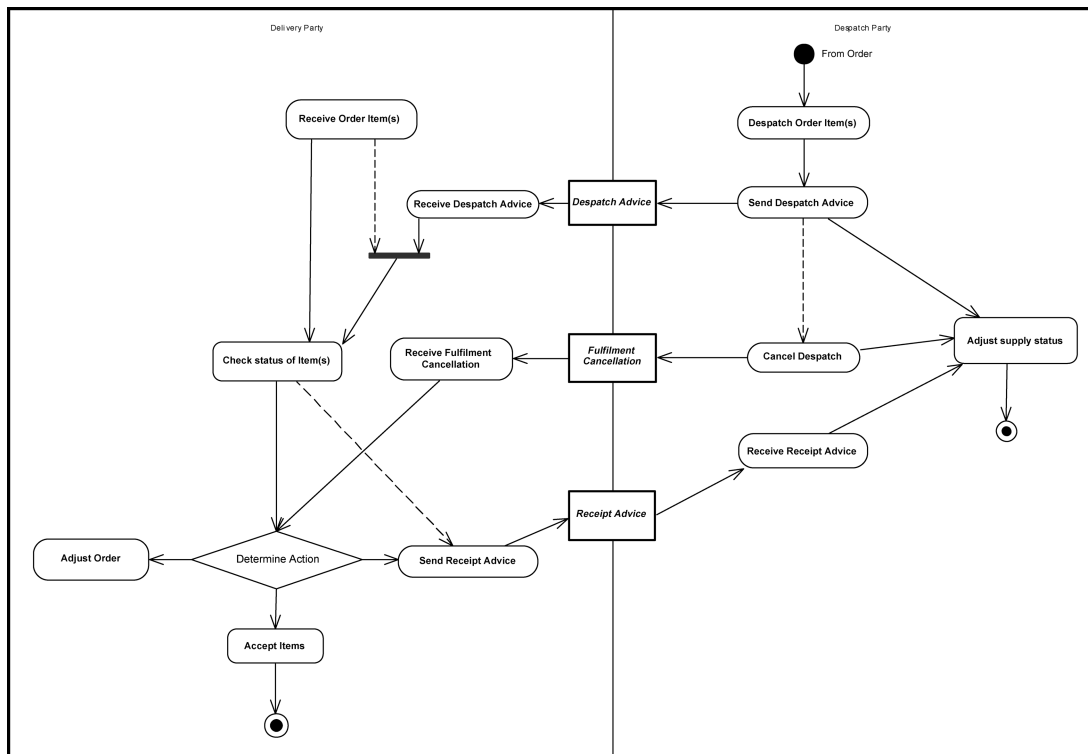 Delivery Party
Despatch Party
From Order
Receive Order Item(s)
Despatch Order Item(s)
Receive Despatch Advice
Despatch Advice
Send Despatch Advice
Check status of Item(s)
Receive Fulfilment
Cancellation
Fulfilment
Cancellation
Cancel Despatch
Adjust supply status
Receive Receipt Advice
Receipt Advice
Adjust Order
Determine Action
Send Receipt Advice
Accept Items